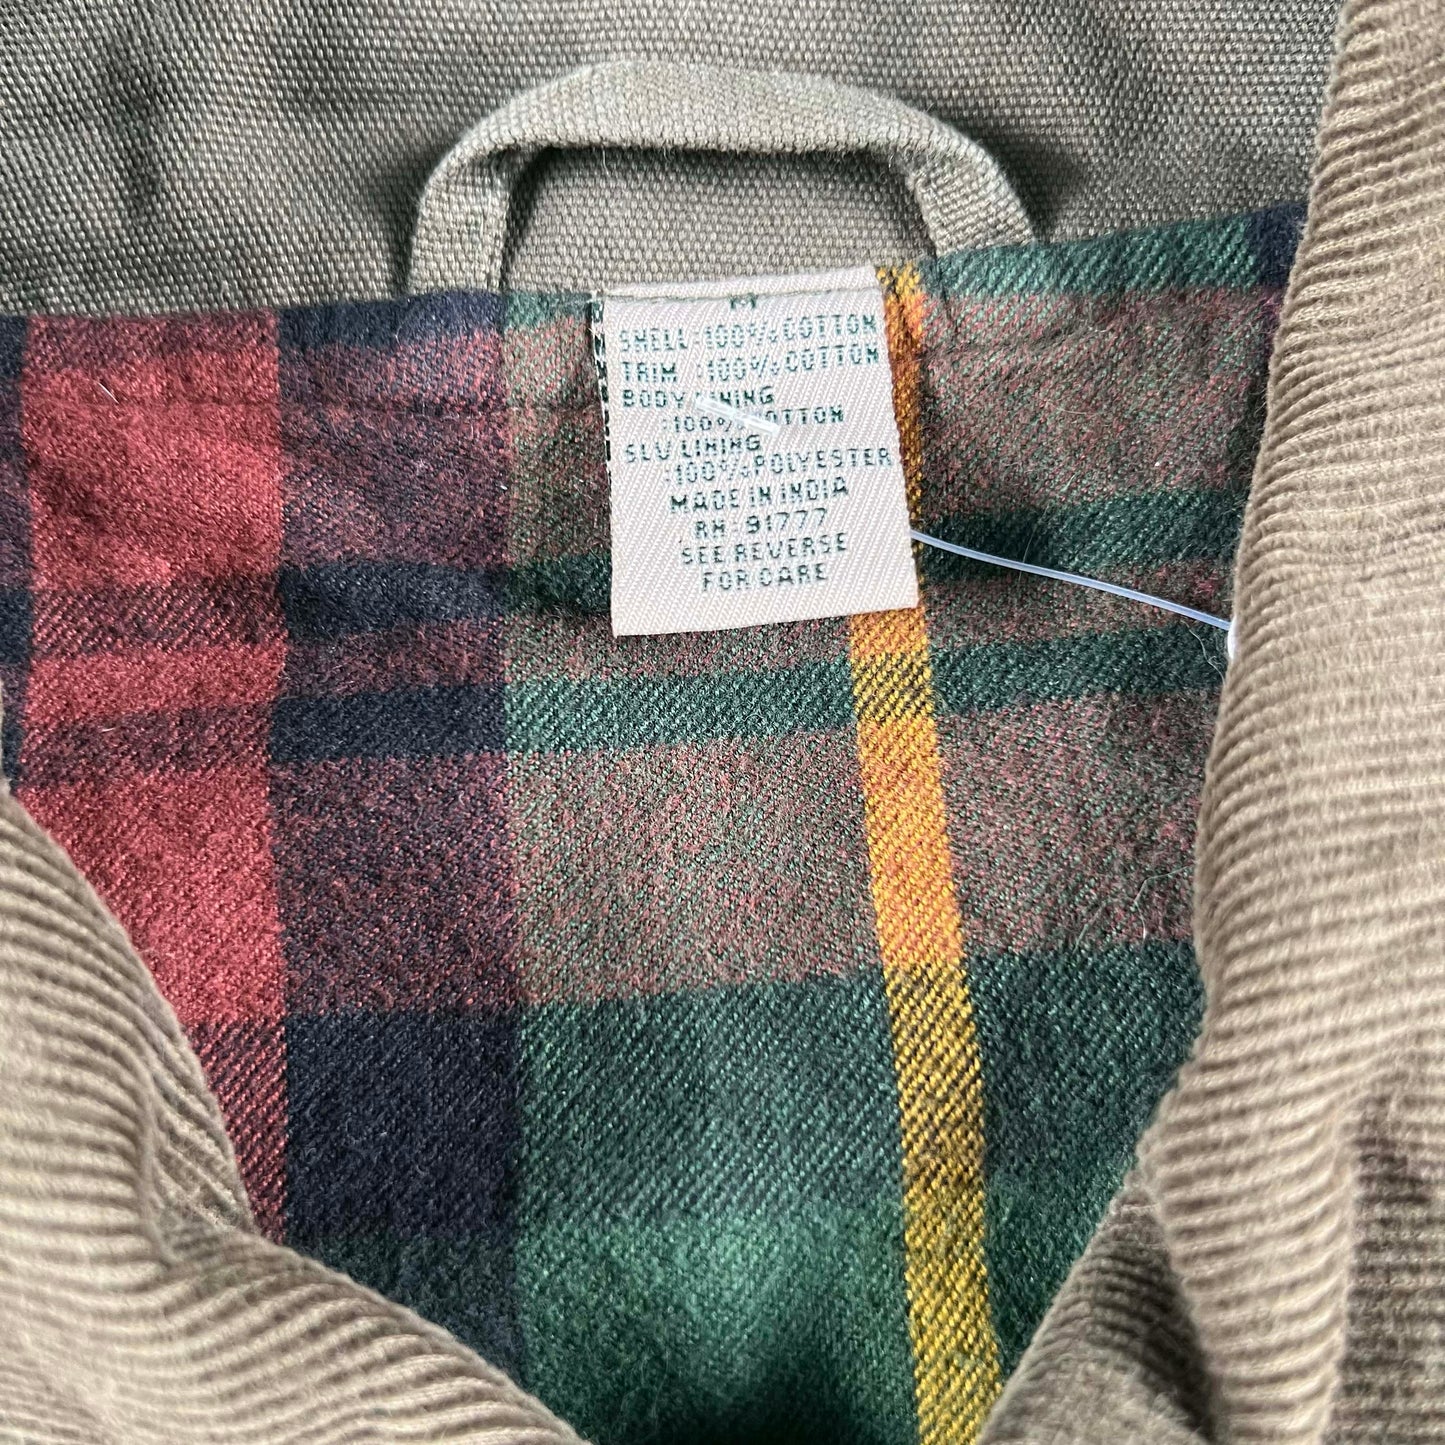 M
SHELL :100% COTTON
TRIM :100% COTTON
BODY LINING
:100% COTTON
SLV LINING
:100% POLYESTER
MADE IN INDIA
RN : 91777
SEE REVERSE
FOR CARE